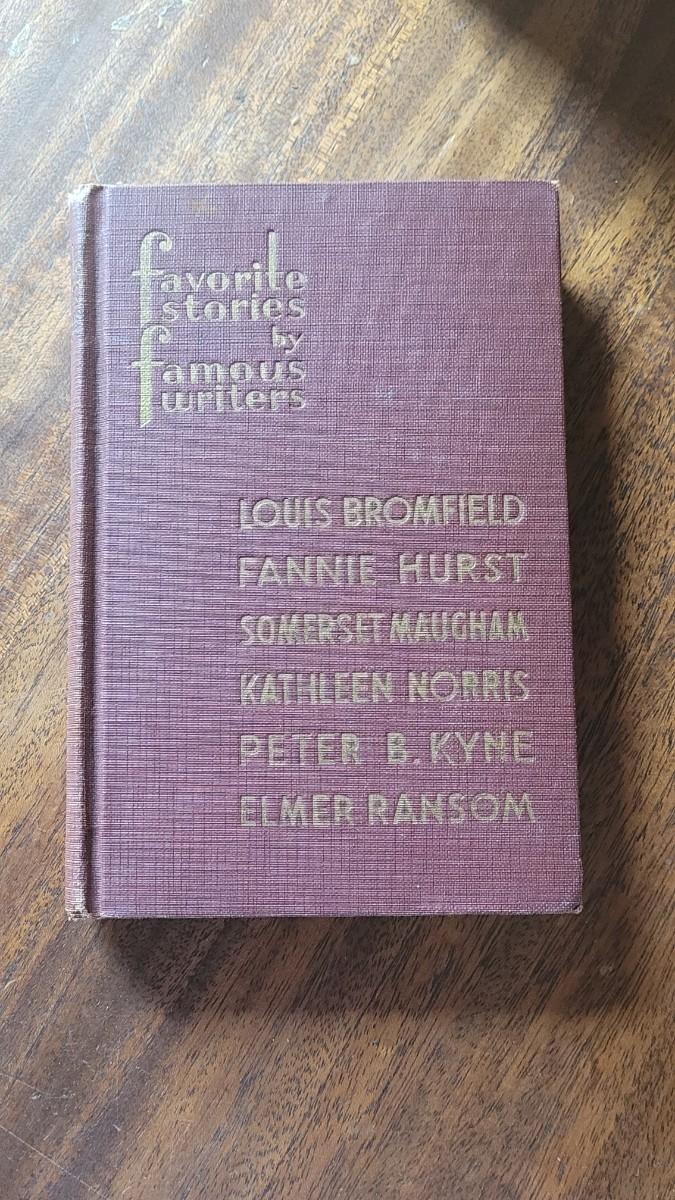 favorite
stories
by
famous
writers
LOUIS BROMFIELD
FANNIE HURST
SOMERSET MAUGHAM
KATHLEEN NORRIS
PETER B. KYNE
ELMER RANSOM